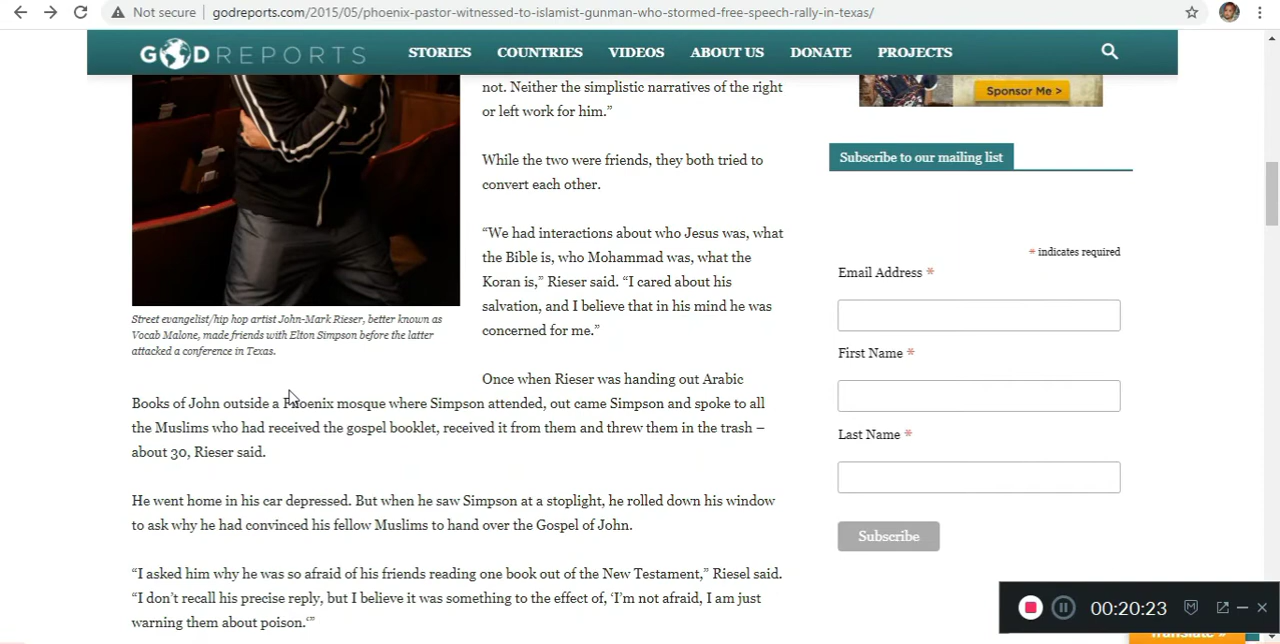 Not secure
godreports.com/2015/05/phoenix-pastor-witnessed-to-islamist-gunman-who-stormed-free-speech-rally-in-texas/
GOD REPORTS
STORIES COUNTRIES VIDEOS ABOUT US DONATE PROJECTS
not. Neither the simplistic narratives of the right
or left work for him.”
While the two were friends, they both tried to
convert each other.
“We had interactions about who Jesus was, what
the Bible is, who Mohammad was, what the
Koran is,” Rieser said. “I cared about his
salvation, and I believe that in his mind he was
concerned for me.”
Street evangelist/hip hop artist John-Mark Rieser, better known as
Vocab Malone, made friends with Elton Simpson before the latter
attacked a conference in Texas.
Once when Rieser was handing out Arabic
Books of John outside a Phoenix mosque where Simpson attended, out came Simpson and spoke to all
the Muslims who had received the gospel booklet, received it from them and threw them in the trash –
about 30, Rieser said.
He went home in his car depressed. But when he saw Simpson at a stoplight, he rolled down his window
to ask why he had convinced his fellow Muslims to hand over the Gospel of John.
“I asked him why he was so afraid of his friends reading one book out of the New Testament,” Riesel said.
“I don’t recall his precise reply, but I believe it was something to the effect of, ‘I’m not afraid, I am just
warning them about poison.‘”
Sponsor Me >
Subscribe to our mailing list
* indicates required
Email Address *
First Name *
Last Name *
Subscribe
00:20:23
Translate »